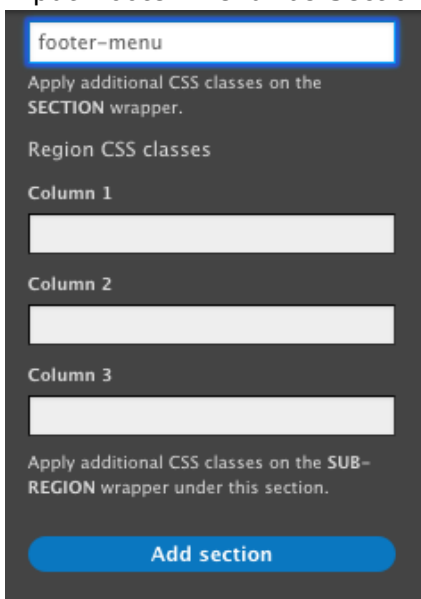 footer-menu
Apply additional CSS classes on the
SECTION wrapper.
Region CSS classes
Column 1
Column 2
Column 3
Apply additional CSS classes on the SUB-
REGION wrapper under this section.
Add section